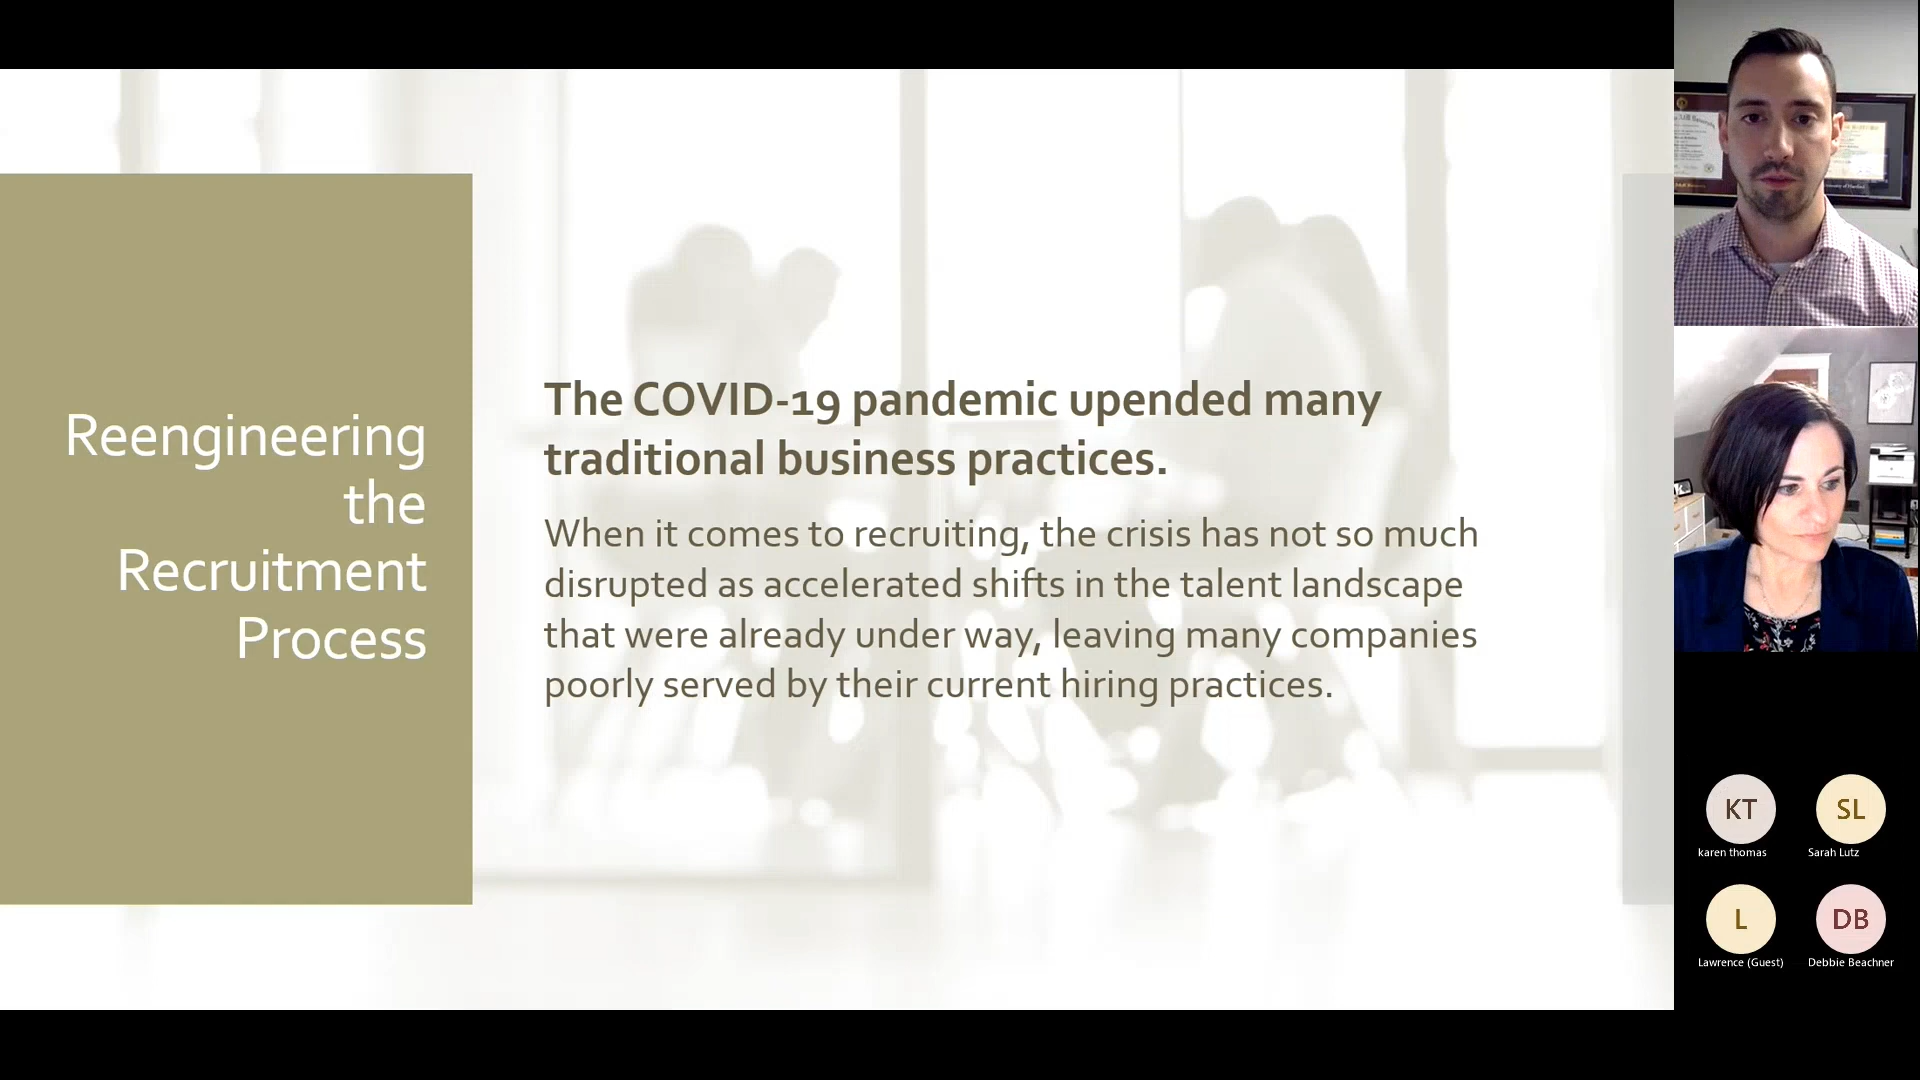 Reengineering
the
Recruitment
Process
The COVID-19 pandemic upended many
traditional business practices.
When it comes to recruiting, the crisis has not so much
disrupted as accelerated shifts in the talent landscape
that were already under way, leaving many companies
poorly served by their current hiring practices.
KT
karen thomas
SL
Sarah Lutz
L
Lawrence (Guest)
DB
Debbie Beachner